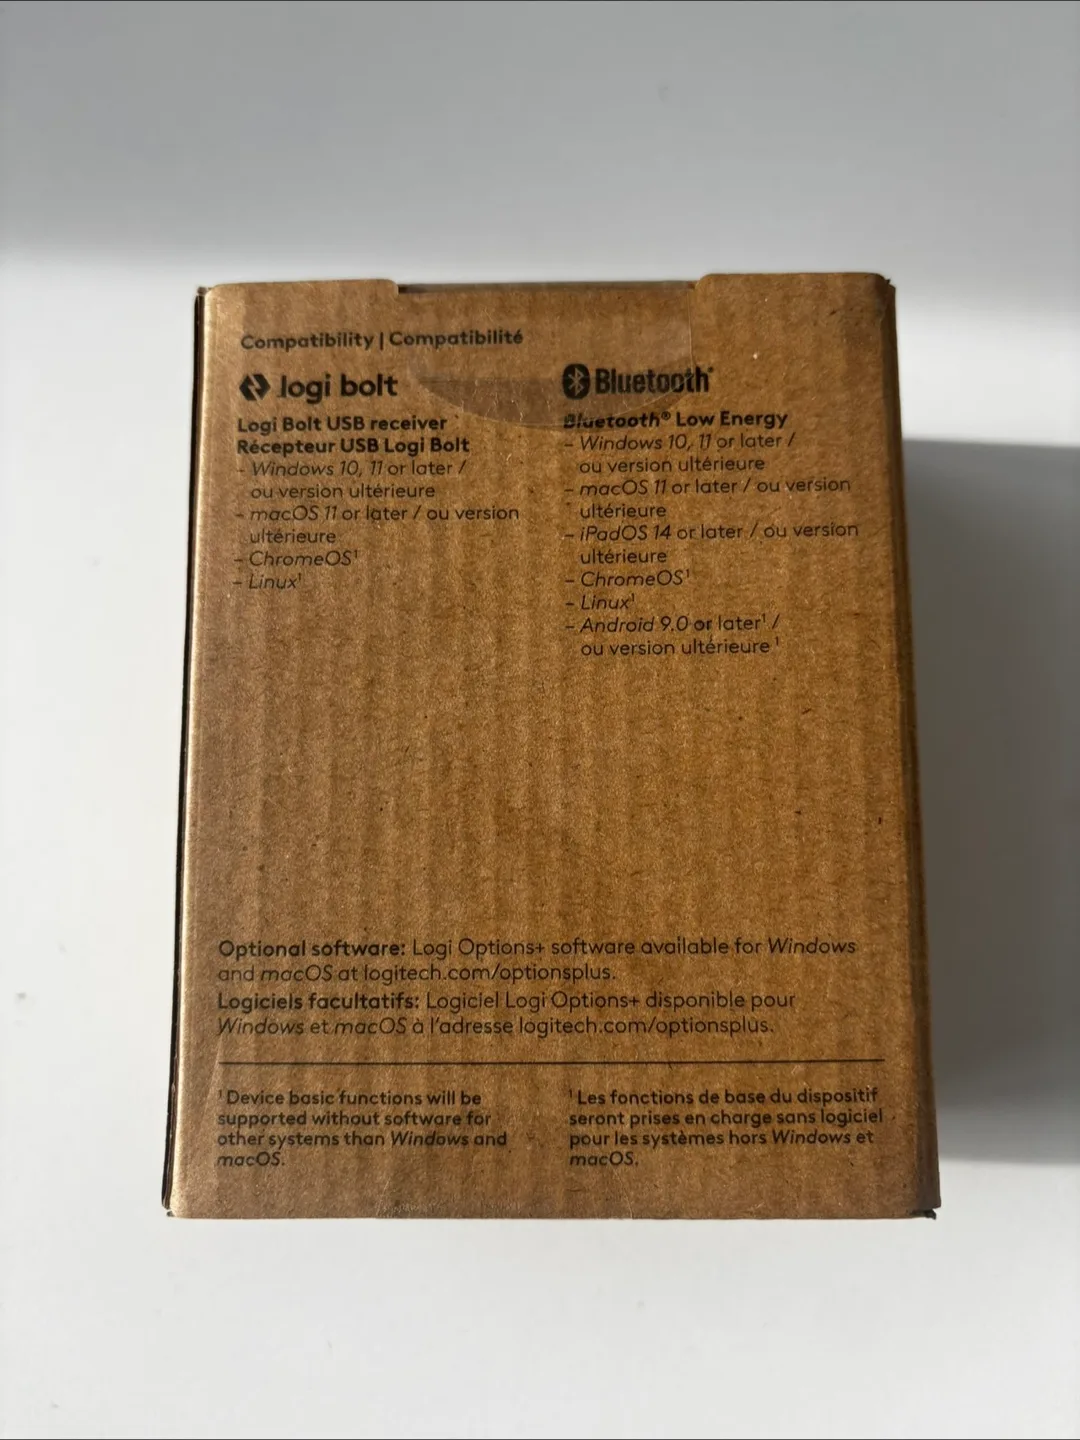 Compatibility | Compatibilité
logi bolt
Logi Bolt USB receiver
Récepteur USB Logi Bolt
- Windows 10, 11 or later /
ou version ultérieure
- macOS 11 or later / ou version
ultérieure
- ChromeOS¹
- Linux¹
Bluetooth®
Bluetooth® Low Energy
- Windows 10, 11 or later /
ou version ultérieure
- macOS 11 or later / ou version
ultérieure
- iPadOS 14 or later / ou version
ultérieure
- ChromeOS¹
- Linux¹
- Android 9.0 or later¹ /
ou version ultérieure ¹
Optional software: Logi Options+ software available for Windows
and macOS at logitech.com/optionsplus.
Logiciels facultatifs: Logiciel Logi Options+ disponible pour
Windows et macOS à l'adresse logitech.com/optionsplus.
¹ Device basic functions will be
supported without software for
other systems than Windows and
macOS.
¹ Les fonctions de base du dispositif
seront prises en charge sans logiciel
pour les systèmes hors Windows et
macOS.